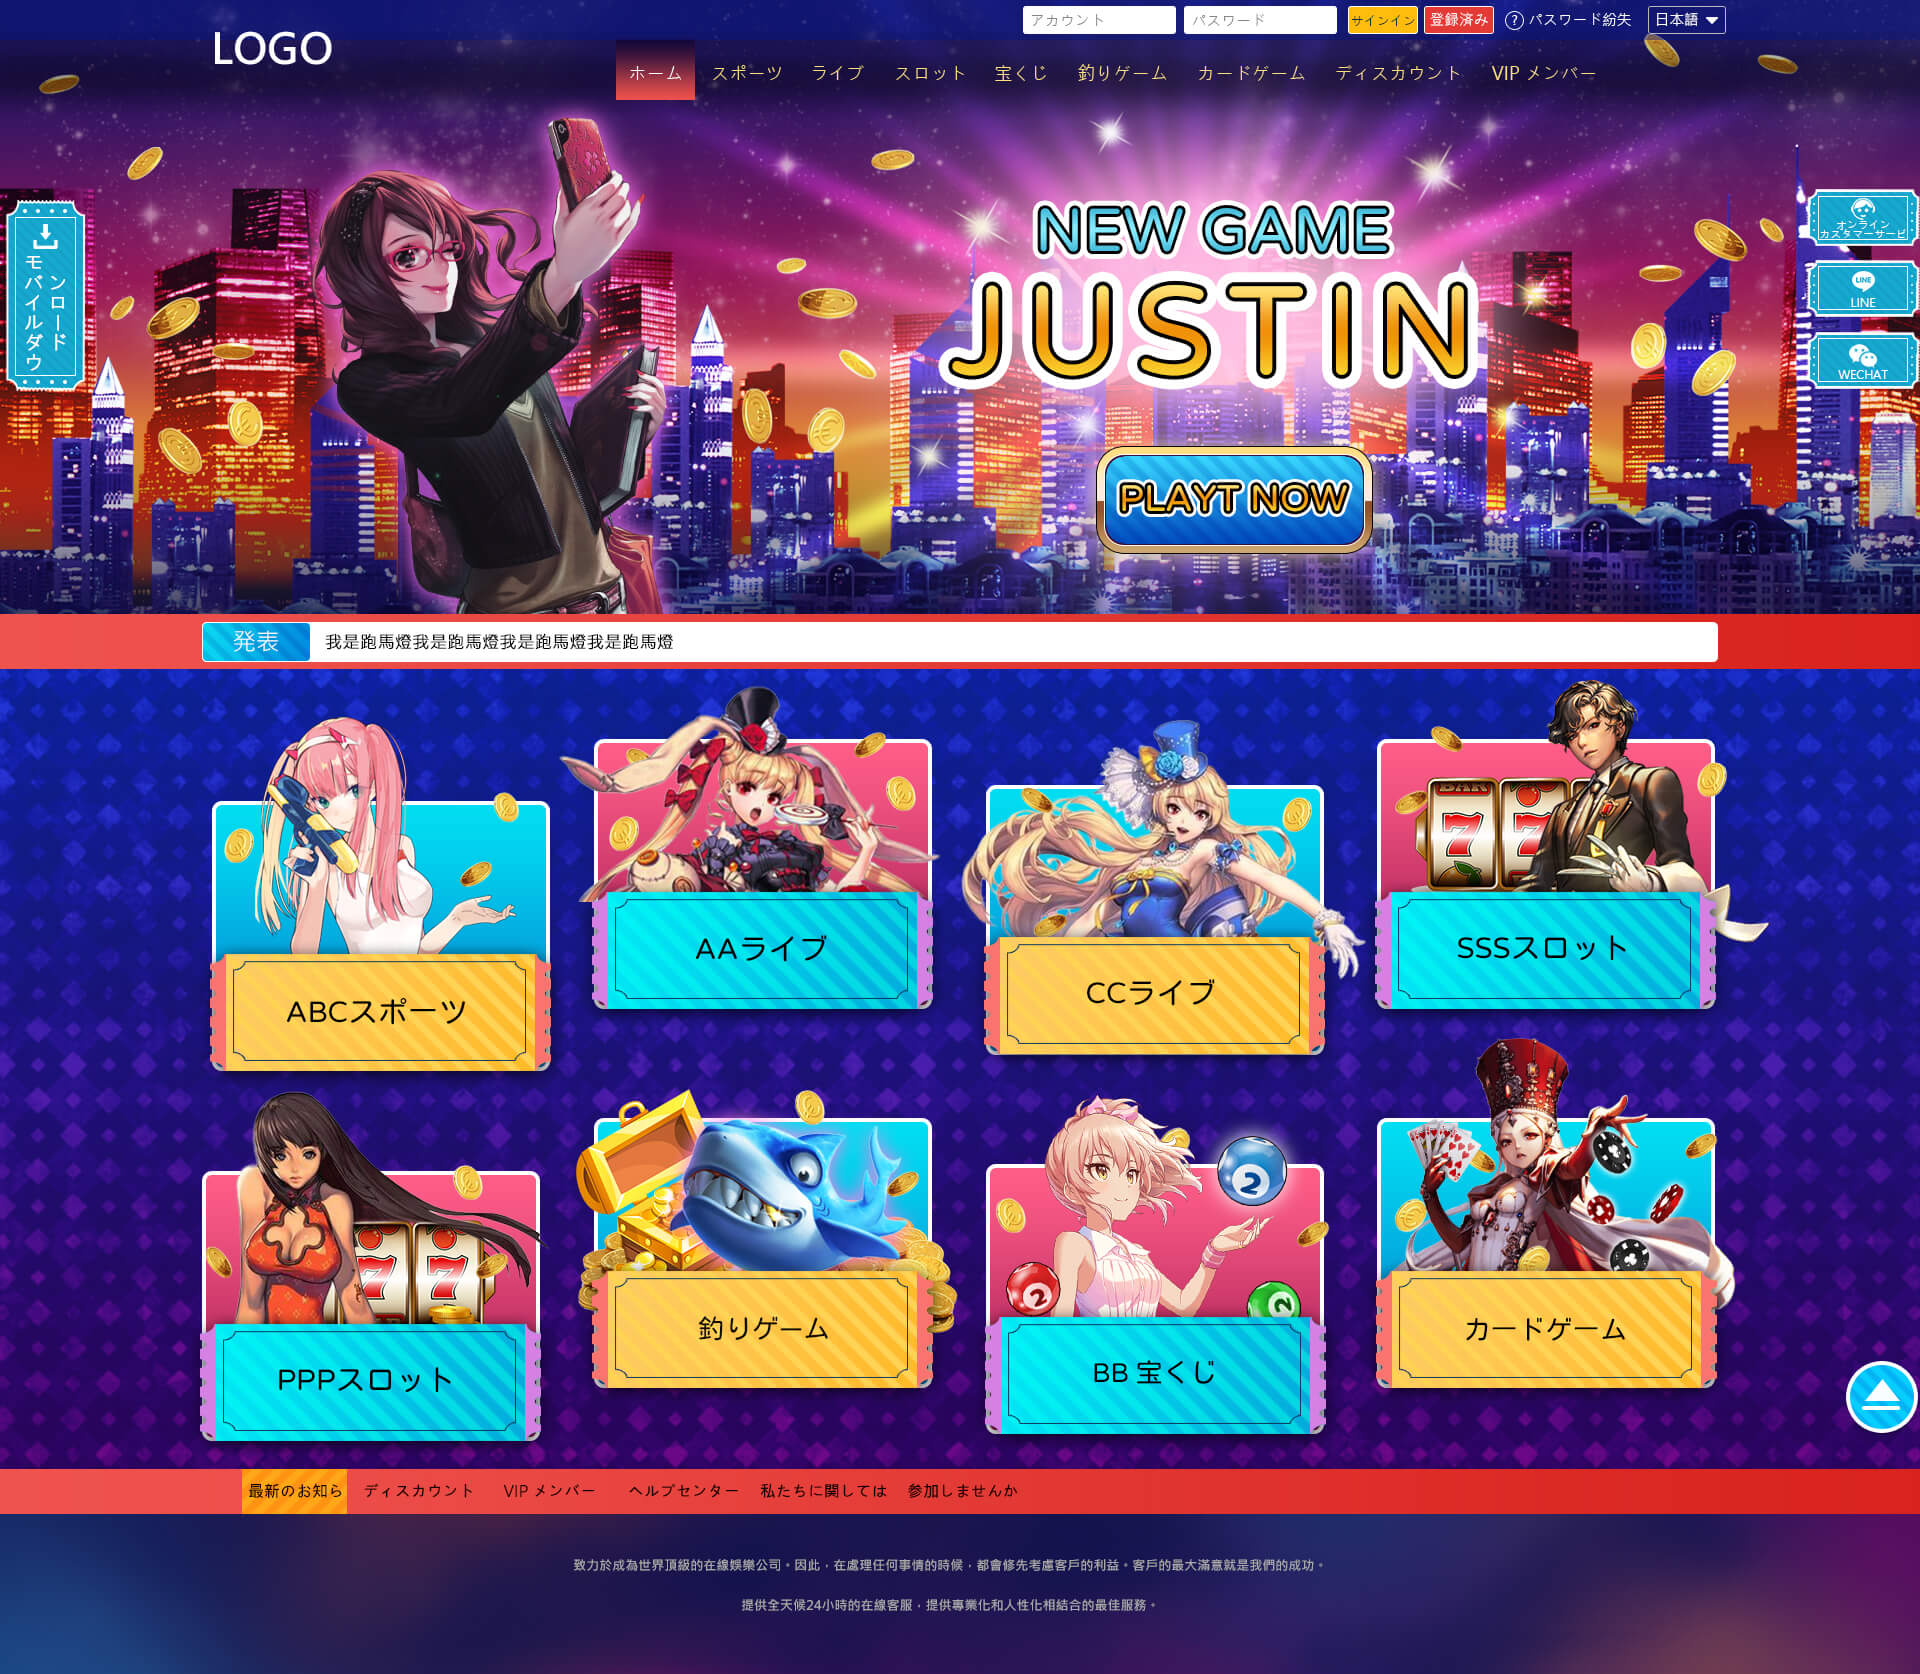 アカウント
パスワード
サインイン
登録済み
? パスワード紛失
日本語
LOGO
ホーム
スポーツ
ライブ
スロット
宝くじ
釣りゲーム
カードゲーム
ディスカウント
VIP メンバー
モバイルダウ
ンロード
NEW GAME
JUSTIN
PLAYT NOW
オンライン
カスタマーサービ
LINE
LINE
WECHAT
発表
我是跑馬燈我是跑馬燈我是跑馬燈我是跑馬燈
BAR
7
7
ABCスポーツ
AAライブ
CCライブ
SSSスロット
7
7
2
2
2
PPPスロット
釣りゲーム
BB 宝くじ
カードゲーム
最新のお知ら
ディスカウント
VIP メンバー
ヘルプセンター
私たちに関しては
参加しませんか
致力於成為世界頂級的在線娛樂公司。因此，在處理任何事情的時候，都會修先考慮客戶的利益。客戶的最大滿意就是我們的成功。
提供全天候24小時的在線客服，提供專業化和人性化相結合的最佳服務。